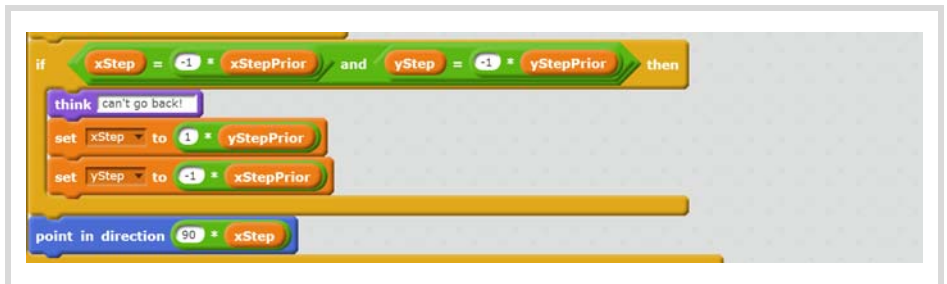 if xStep = -1 * xStepPrior and yStep = -1 * yStepPrior then
think can't go back!
set xStep to 1 * yStepPrior
set yStep to -1 * xStepPrior
point in direction 90 * xStep